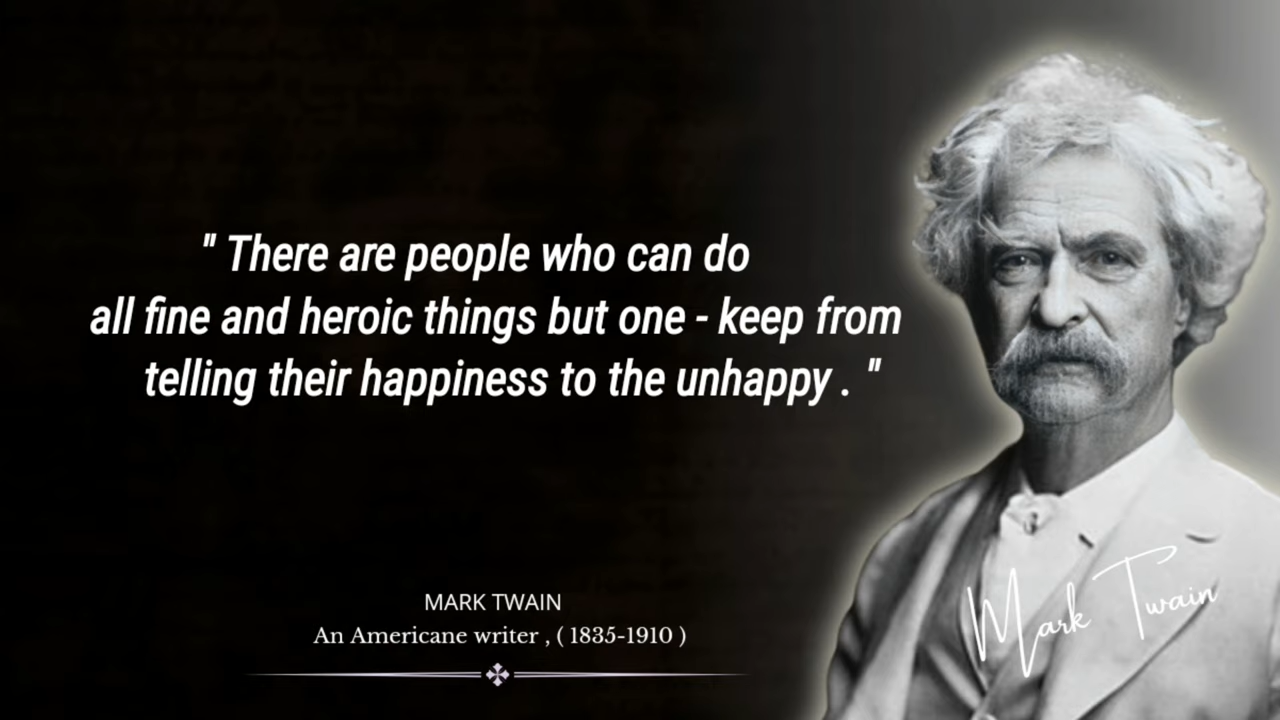 " There are people who can do
all fine and heroic things but one - keep from
telling their happiness to the unhappy . "
MARK TWAIN
An Americane writer , ( 1835-1910 )
Mark Twain